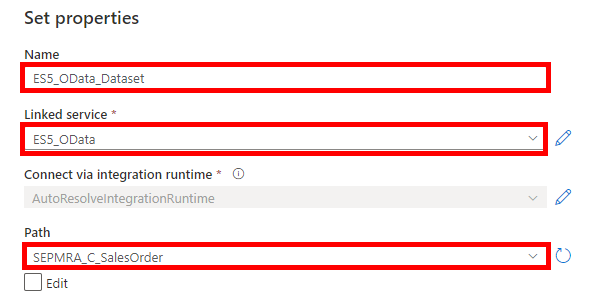 Set properties
Name
ES5_OData_Dataset
Linked service *
ES5_OData
Connect via integration runtime *
AutoResolveIntegrationRuntime
Path
SEPMRA_C_SalesOrder
Edit